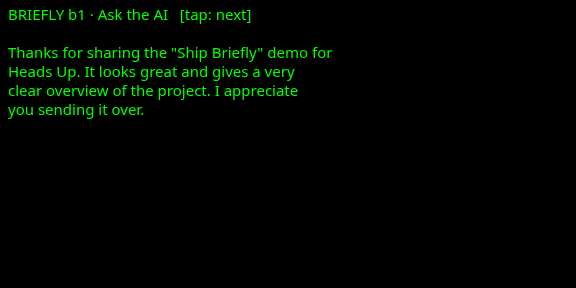 BRIEFLY b1 · Ask the AI [tap: next]
Thanks for sharing the "Ship Briefly" demo for
Heads Up. It looks great and gives a very
clear overview of the project. I appreciate
you sending it over.